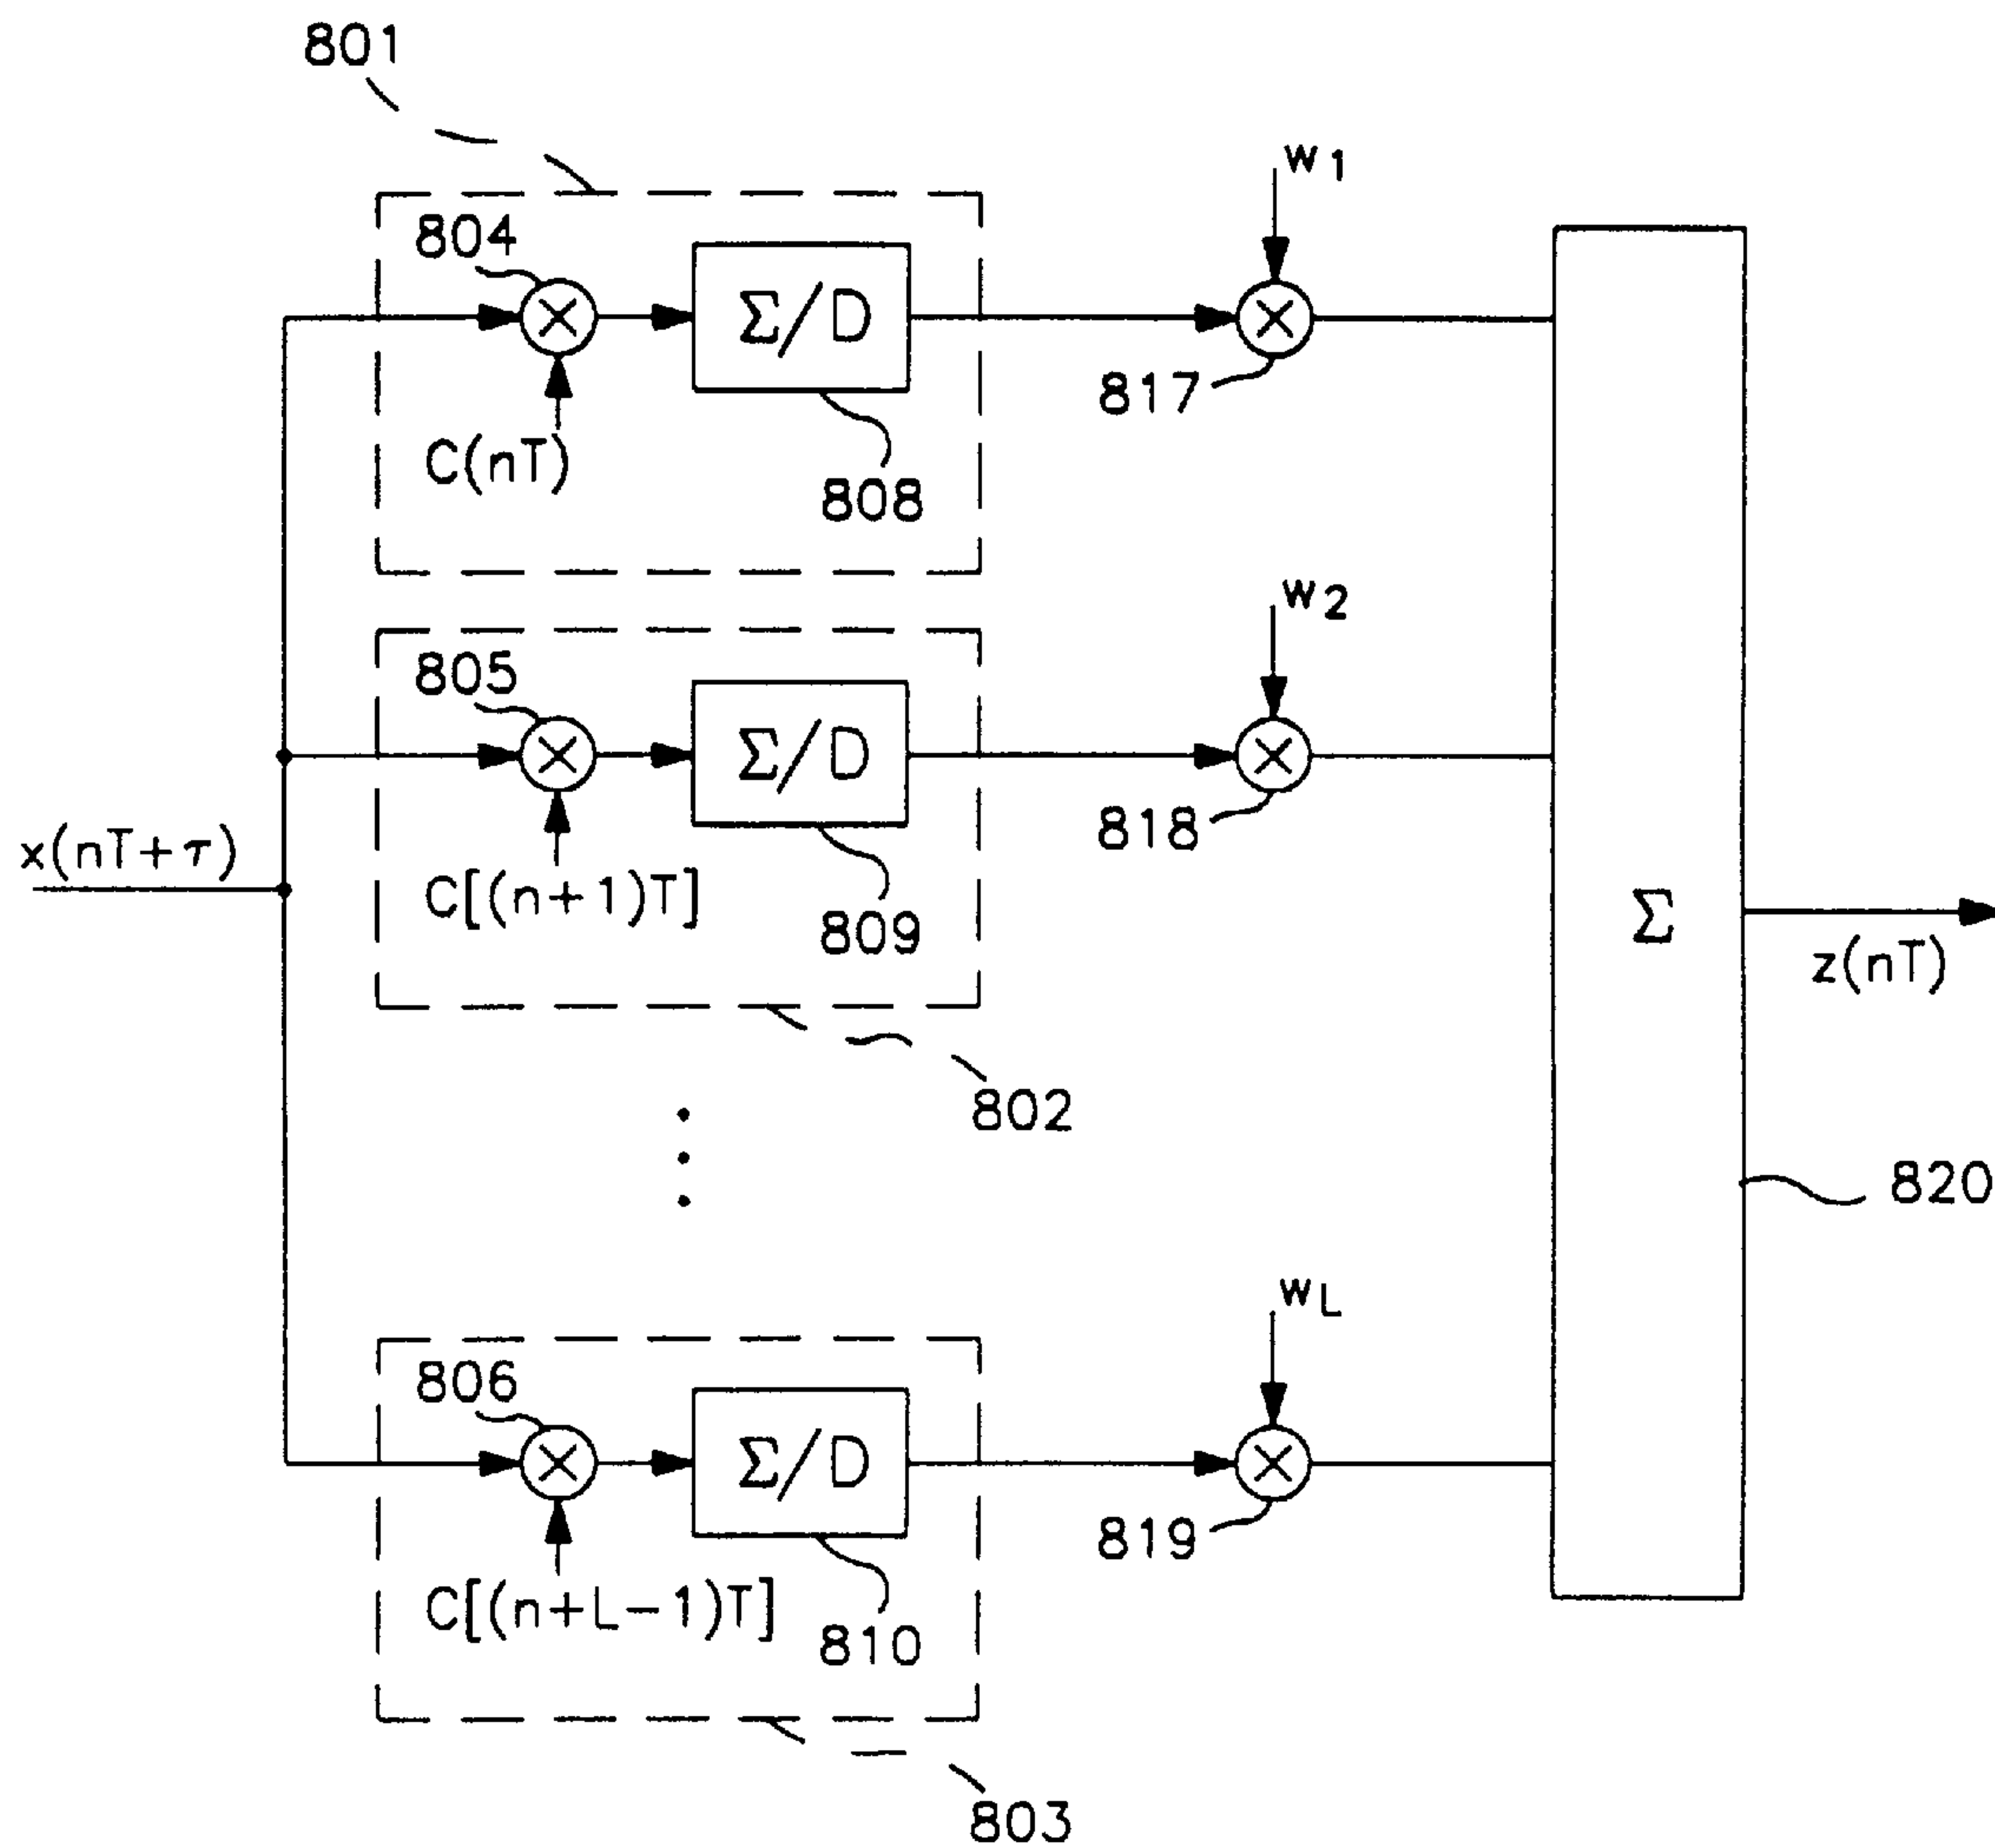 801
w1
804
Σ/D
817
C(nT)
808
w2
805
Σ/D
818
x(nT+τ)
C[(n+1)T]
809
Σ
z(nT)
802
820
wL
806
Σ/D
819
C[(n+L-1)T]
810
803